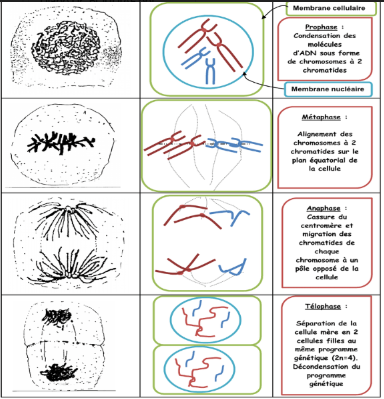 Membrane cellulaire
Prophase :
Condensation des
molécules
d'ADN sous forme
de chromosomes à 2
chromatides
Membrane nucléaire
Métaphase :
Alignement des
chromosomes à 2
chromatides sur le
plan équatorial de
la cellule
Anaphase :
Cassure du
centromère et
migration des
chromatides de
chaque
chromosome à un
pôle opposé de la
cellule
Télophase :
Séparation de la
cellule mère en 2
cellules filles au
même programme
génétique (2n=4).
Décondensation du
programme
génétique